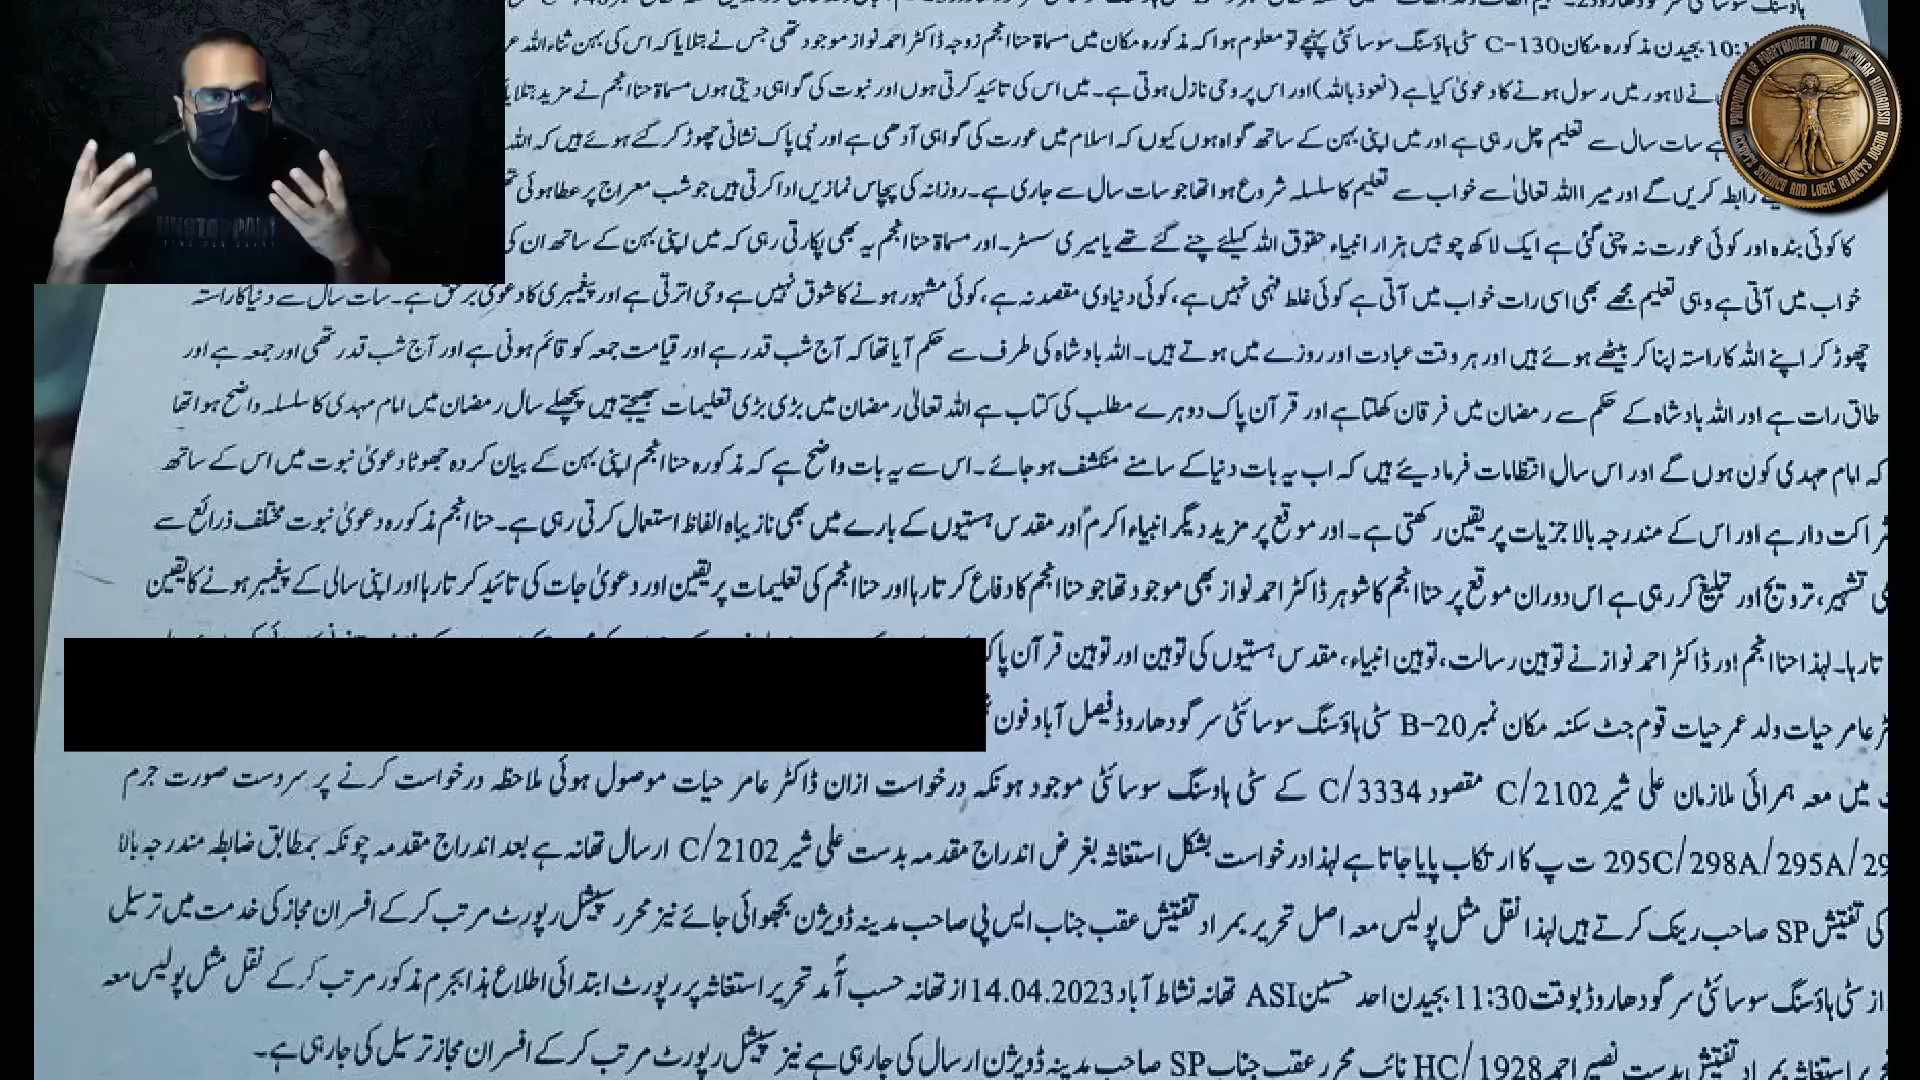 10: بجیدن مذکورہ مکان C-130 سٹی ہاؤسنگ سوسائٹی پہنچے تو معلوم ہوا کہ مذکورہ مکان میں مسماۃ حنا انجم زوجہ ڈاکٹر احمد نواز موجود تھی جس نے بتلایا کہ اس کی بہن ثناء اللہ
نے لاہور میں رسول ہونے کا دعویٰ کیا ہے (نعوذ باللہ) اور اس پر وحی نازل ہوتی ہے۔ میں اس کی تائید کرتی ہوں اور نبوت کی گواہی دیتی ہوں مسماۃ حنا انجم نے مزید بتلایا
ہے سات سال سے تعلیم چل رہی ہے اور میں اپنی بہن کے ساتھ گواہ ہوں کیوں کہ اسلام میں عورت کی گواہی آدھی ہے اور نبی پاک نشانی چھوڑ کر گئے ہوئے ہیں کہ اللہ
رابطہ کریں گے اور میرا اللہ تعالیٰ سے خواب سے تعلیم کا سلسلہ شروع ہوا تھا جو سات سال سے جاری ہے۔ روزانہ کی پچاس نمازیں ادا کرتی ہیں جو شب معراج پر عطا ہوئی
کا کوئی بندہ اور کوئی عورت نہ چنی گئی ہے ایک لاکھ چوبیس ہزار انبیاء حقوق اللہ کیلئے چنے گئے تھے یا میری سسٹر۔ اور مسماۃ حنا انجم یہ بھی پکارتی رہی کہ میں اپنی بہن کے ساتھ ان کی
خواب میں آتی ہے وہی تعلیم مجھے بھی اسی رات خواب میں آتی ہے کوئی غلط فہمی نہیں ہے، کوئی دنیاوی مقصد نہ ہے، کوئی مشہور ہونے کا شوق نہیں ہے وحی اترتی ہے اور پیغمبری کا دعویٰ برحق ہے۔ سات سال سے دنیا کا راستہ
چھوڑ کر اپنے اللہ کا راستہ اپنا کر بیٹھے ہوئے ہیں اور ہر وقت عبادت اور روزے میں ہوتے ہیں۔ اللہ بادشاہ کی طرف سے حکم آیا تھا کہ آج شب قدر ہے اور قیامت جمعہ کو قائم ہونی ہے اور آج شب قدر تھی اور جمعہ ہے اور
طاق رات ہے اور اللہ بادشاہ کے حکم سے رمضان میں فرقان کھلتا ہے اور قرآن پاک دوہرے مطلب کی کتاب ہے اللہ تعالیٰ رمضان میں بڑی بڑی تعلیمات بھیجتے ہیں پچھلے سال رمضان میں امام مہدی کا سلسلہ واضح ہوا تھا
کہ امام مہدی کون ہوں گے اور اس سال انتظامات فرما دیئے ہیں کہ اب یہ بات دنیا کے سامنے منکشف ہو جائے۔ اس سے یہ بات واضح ہے کہ مذکورہ حنا انجم اپنی بہن کے بیان کردہ جھوٹا دعویٰ نبوت میں اس کے ساتھ
اکت دار ہے اور اس کے مندرجہ بالا جزیات پر یقین رکھتی ہے۔ اور موقع پر مزید دیگر انبیاء اکرم اور مقدس ہستیوں کے بارے میں بھی نازیباہ الفاظ استعمال کرتی رہی ہے۔ حنا انجم مذکورہ دعویٰ نبوت مختلف ذرائع سے
تشہیر، ترویج اور تبلیغ کر رہی ہے اس دوران موقع پر حنا انجم کا شوہر ڈاکٹر احمد نواز بھی موجود تھا جو حنا انجم کا دفاع کرتا رہا اور حنا انجم کی تعلیمات پر یقین اور دعویٰ جات کی تائید کرتا رہا اور اپنی سالی کے پیغمبر ہونے کا یقین
تا رہا۔ لہذا حنا انجم اور ڈاکٹر احمد نواز نے توہین رسالت، توہین انبیاء، مقدس ہستیوں کی توہین اور توہین قرآن پاک
عامر حیات ولد عمر حیات قوم جٹ سکنہ مکان نمبر B-20 سٹی ہاؤسنگ سوسائٹی سرگودھا روڈ فیصل آباد فون
میں معہ ہمرائی ملازمان علی شیر 2102/C مقصود 3334/C کے سٹی ہاوسنگ سوسائٹی موجود ہونکہ درخواست ازان ڈاکٹر عامر حیات موصول ہوئی ملاحظہ درخواست کرنے پر سردست صورت جرم
295C/298A/295A/29 ت پ کا ارتکاب پایا جاتا ہے لہذا درخواست بشکل استغاثہ بغرض اندراج مقدمہ بدست علی شیر 2102/C ارسال تھانہ ہے بعد اندراج مقدمہ چونکہ بمطابق ضابطہ مندرجہ بالا
کی تفتیش SP صاحب رینک کرتے ہیں لہذا نقل مثل پولیس معہ اصل تحریر بمراد تفتیش عقب جناب ایس پی صاحب مدینہ ڈویژن بھجوائی جائے نیز محرر سپیشل رپورٹ مرتب کرکے افسران مجاز کی خدمت میں ترسیل
از سٹی ہاؤسنگ سوسائٹی سرگودھا روڈ بوقت 11:30 بجیدن احد حسین ASI تھانہ نشاط آباد 14.04.2023 از تھانہ حسب آمد تحریر استغاثہ پر رپورٹ ابتدائی اطلاع ہذا بجرم مذکور مرتب کرکے نقل مثل پولیس معہ
استغاثہ بمراد تفتیش بدست نصیر احمد HC/1928 نائب محرر عقب جناب SP صاحب مدینہ ڈویژن ارسال کی جا رہی ہے نیز سپیشل رپورٹ مرتب کرکے افسران مجاز ترسیل کی جا رہی ہے۔
PROPONENT OF FREETHOUGHT AND SECULAR HUMANISM
SCIENCE AND LOGIC REJECTS DOGMA